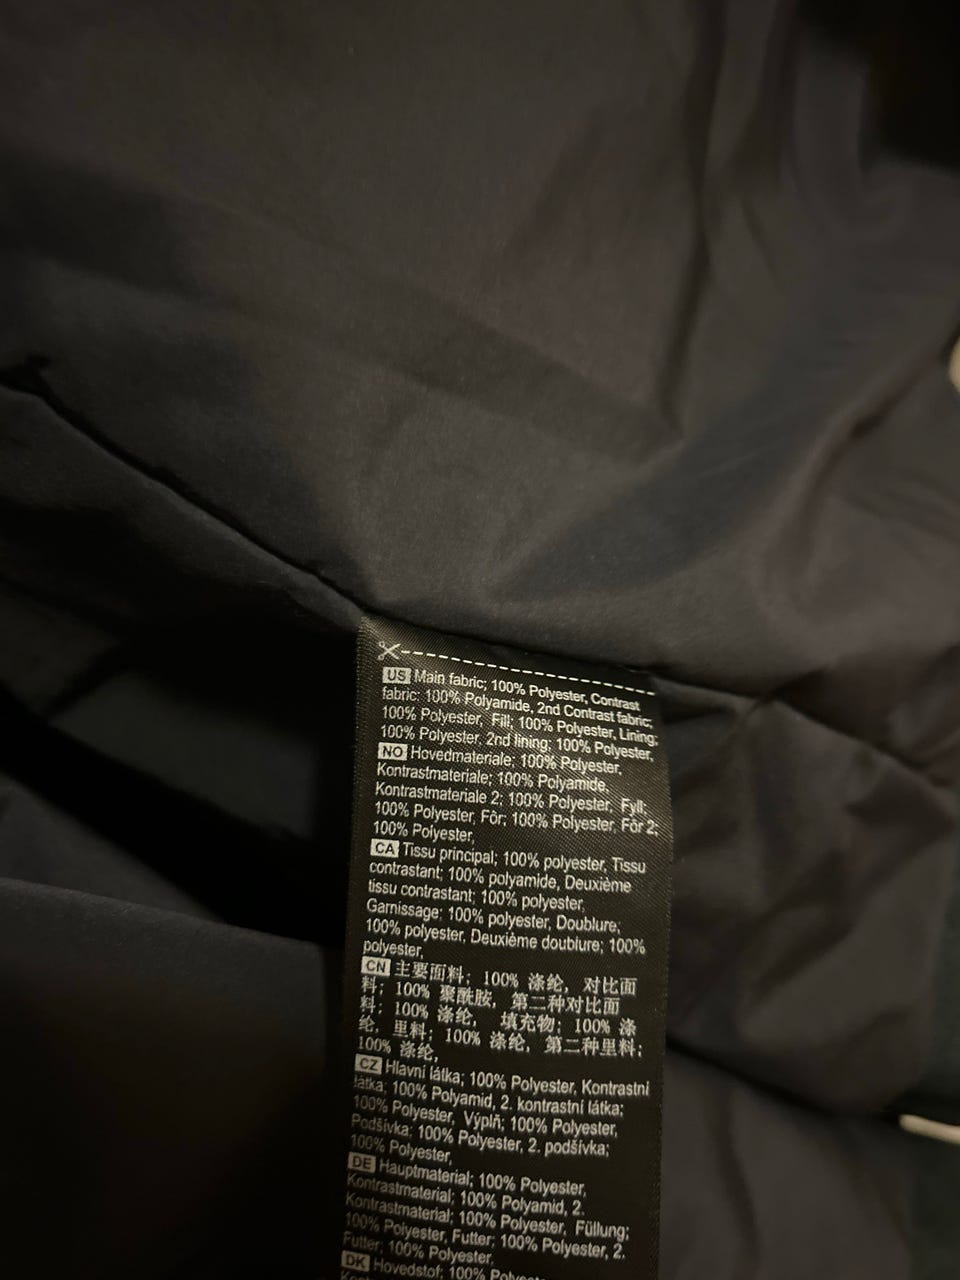 US Main fabric; 100% Polyester, Contrast
fabric; 100% Polyamide, 2nd Contrast fabric;
100% Polyester, Fill; 100% Polyester, Lining;
100% Polyester, 2nd lining; 100% Polyester,
NO Hovedmateriale; 100% Polyester,
Kontrastmateriale; 100% Polyamide,
Kontrastmateriale 2; 100% Polyester, Fyll;
100% Polyester, Fôr; 100% Polyester, Fôr 2;
100% Polyester,
CA Tissu principal; 100% polyester, Tissu
contrastant; 100% polyamide, Deuxième
tissu contrastant; 100% polyester,
Garnissage; 100% polyester, Doublure;
100% polyester, Deuxième doublure; 100%
polyester,
CN 主要面料; 100% 涤纶, 对比面
料; 100% 聚酰胺, 第二种对比面
料; 100% 涤纶, 填充物; 100% 涤
纶, 里料; 100% 涤纶, 第二种里料;
100% 涤纶,
CZ Hlavní látka; 100% Polyester, Kontrastní
látka; 100% Polyamid, 2. kontrastní látka;
100% Polyester, Výplň; 100% Polyester,
Podšívka; 100% Polyester, 2. podšívka;
100% Polyester,
DE Hauptmaterial; 100% Polyester,
Kontrastmaterial; 100% Polyamid, 2.
Kontrastmaterial; 100% Polyester, Füllung;
100% Polyester, Futter; 100% Polyester, 2.
Futter; 100% Polyester,
DK Hovedstof; 100%